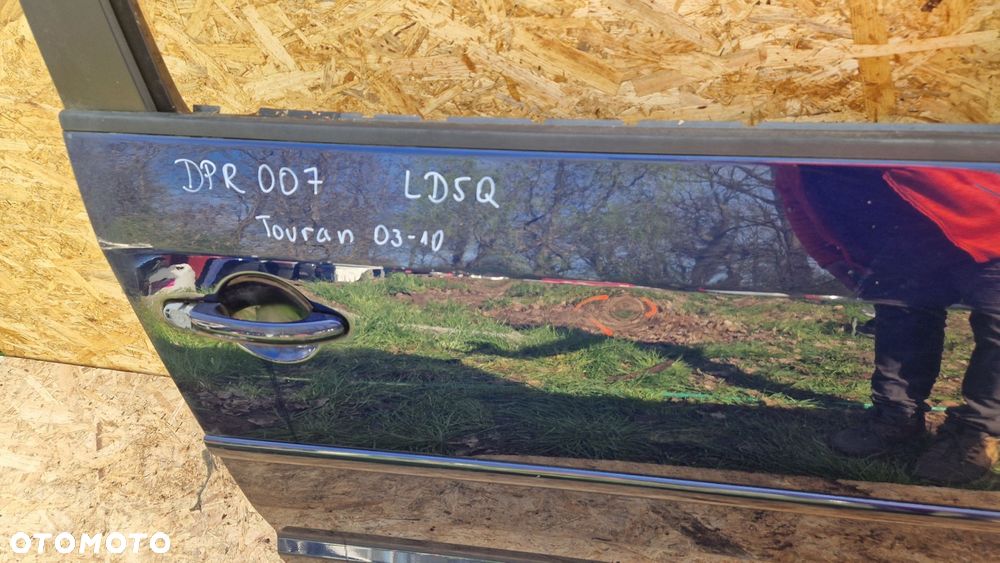 DPR 007 LD5Q
Touran 03-10
OTOMOTO